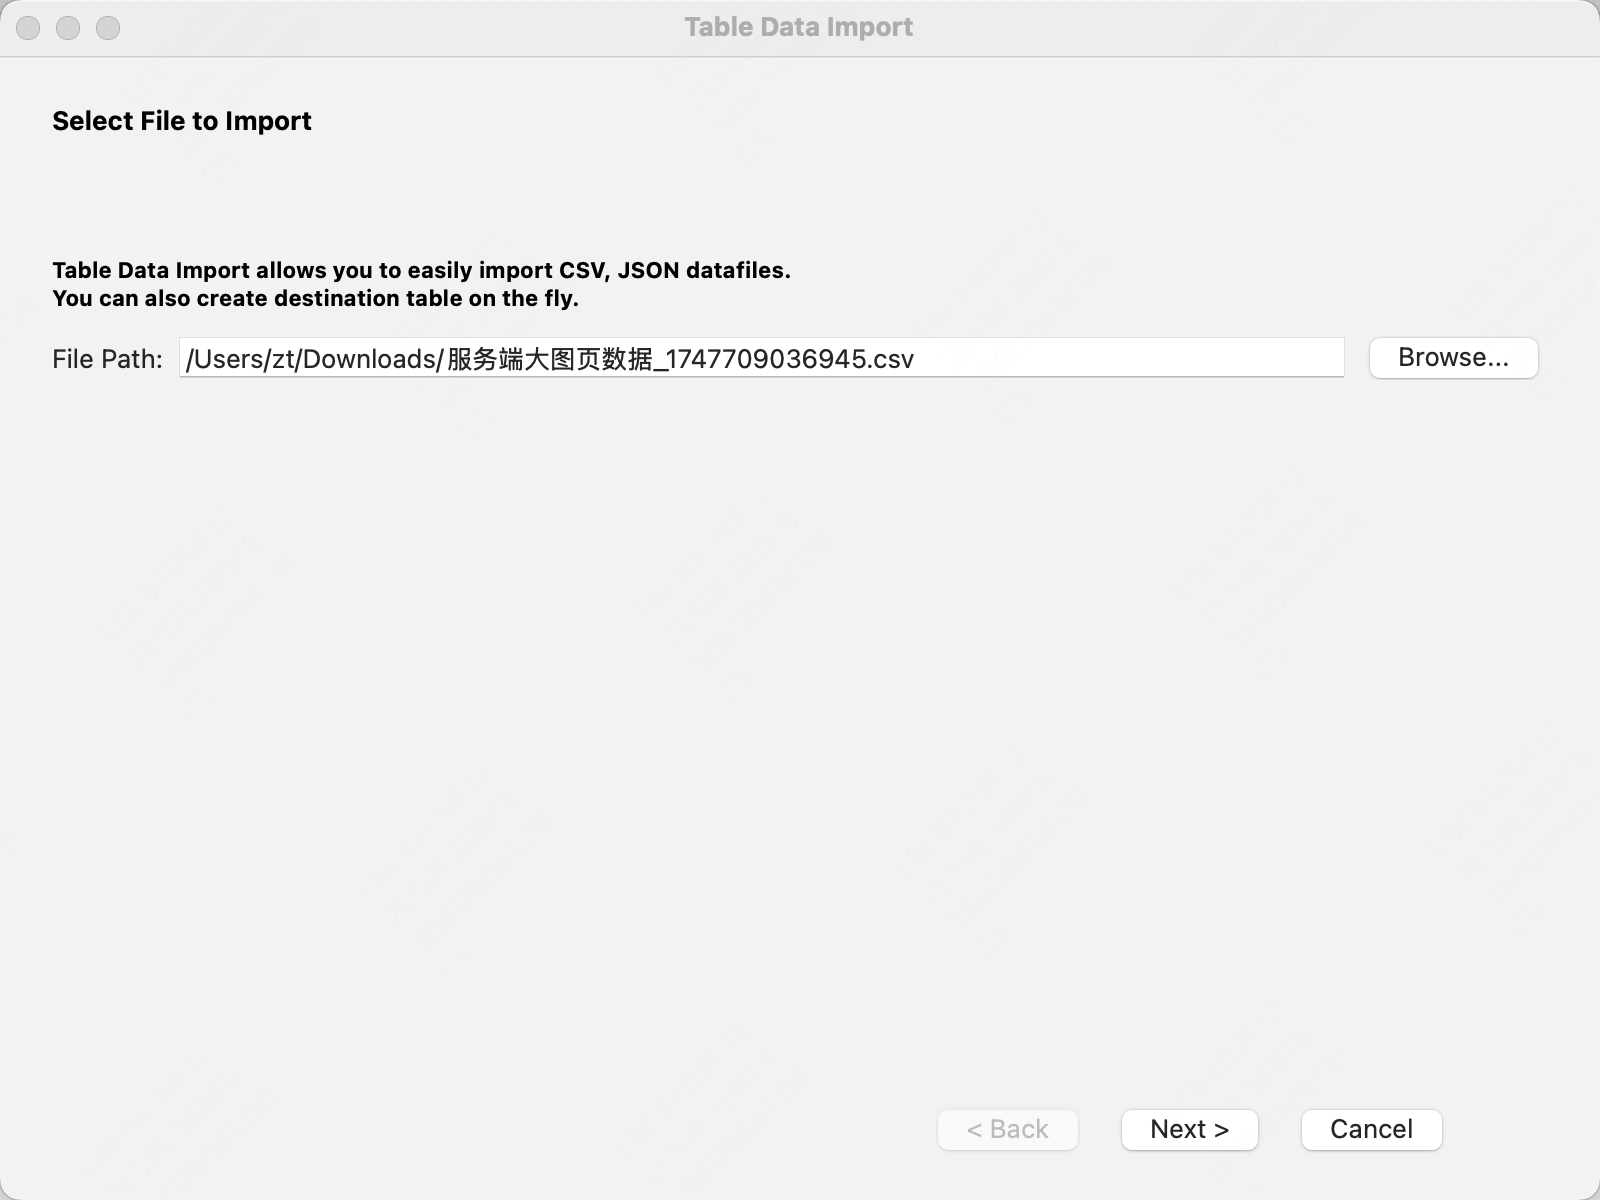 Table Data Import
Select File to Import
Table Data Import allows you to easily import CSV, JSON datafiles.
You can also create destination table on the fly.
File Path: /Users/zt/Downloads/服务端大图页数据_1747709036945.csv Browse...
< Back Next > Cancel